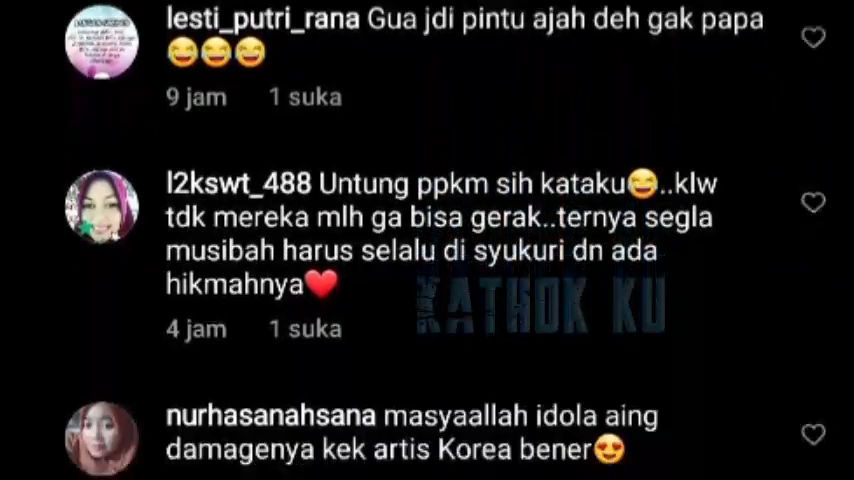 lesti_putri_rana Gua jdi pintu ajah deh gak papa
😂😂😂
9 jam 1 suka
l2kswt_488 Untung ppkm sih kataku😂..klw
tdk mereka mlh ga bisa gerak..ternya segla
musibah harus selalu di syukuri dn ada
hikmahnya❤️
KATHOK KU
4 jam 1 suka
nurhasanahsana masyaallah idola aing
damagenya kek artis Korea bener😍